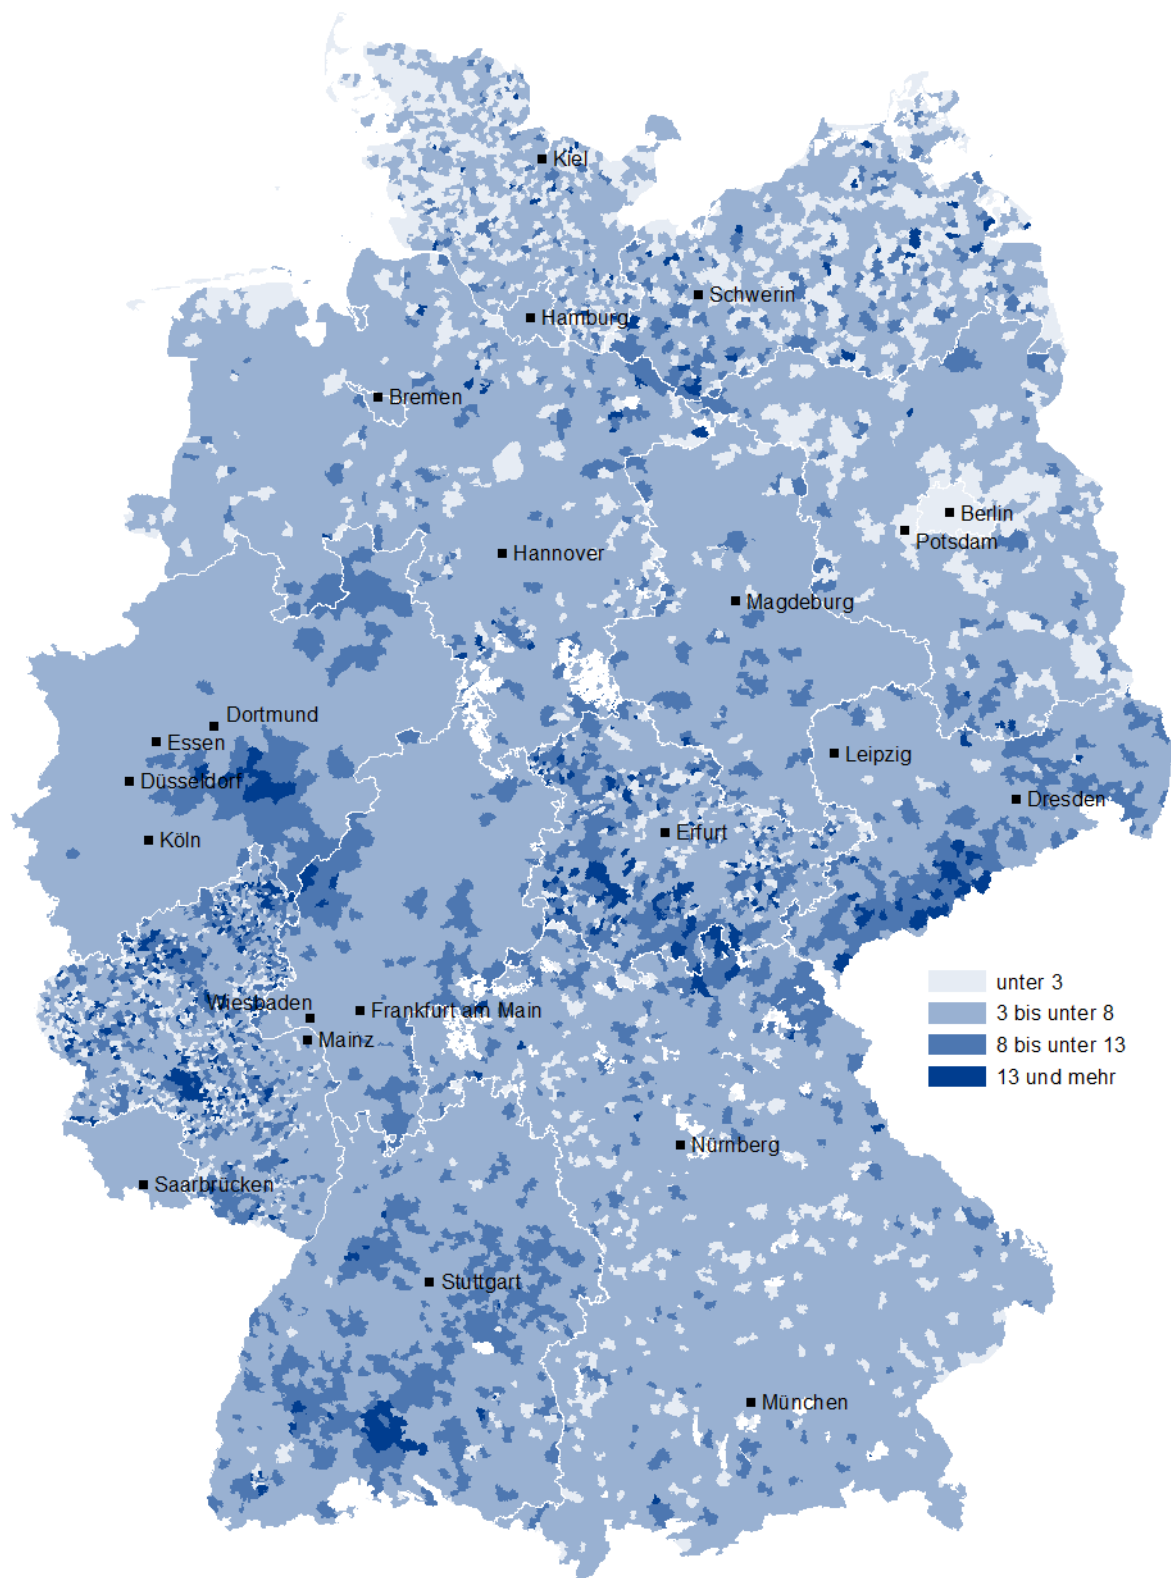 Kiel
Schwerin
Hamburg
Bremen
Berlin
Potsdam
Hannover
Magdeburg
Dortmund
Essen
Düsseldorf
Leipzig
Dresden
Köln
Erfurt
unter 3
3 bis unter 8
8 bis unter 13
13 und mehr
Wiesbaden
Frankfurt am Main
Mainz
Nürnberg
Saarbrücken
Stuttgart
München